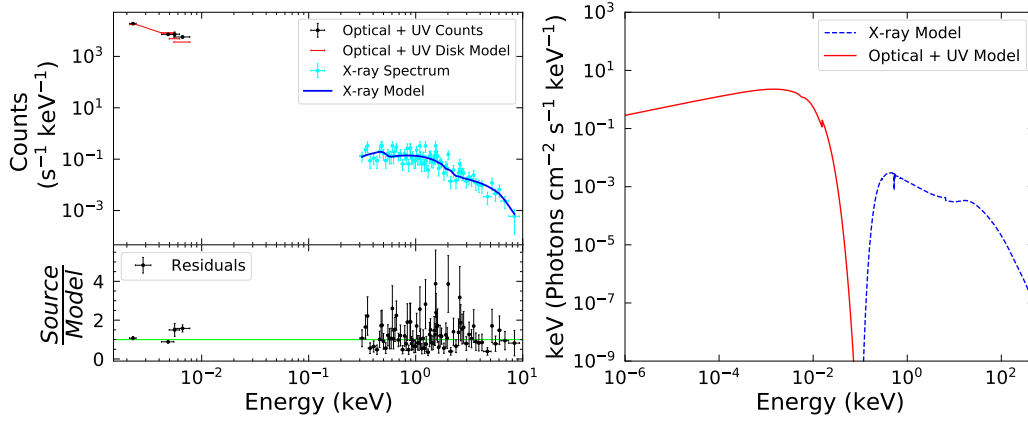 Counts
(s⁻¹ keV⁻¹)
10³
10¹
10⁻¹
10⁻³
Optical + UV Counts
Optical + UV Disk Model
X-ray Spectrum
X-ray Model
Source
Model
4
2
0
Residuals
10⁻² 10⁻¹ 10⁰ 10¹
Energy (keV)
keV (Photons cm⁻² s⁻¹ keV⁻¹)
10³
10¹
10⁻¹
10⁻³
10⁻⁵
10⁻⁷
10⁻⁹
X-ray Model
Optical + UV Model
10⁻⁶ 10⁻⁴ 10⁻² 10⁰ 10²
Energy (keV)